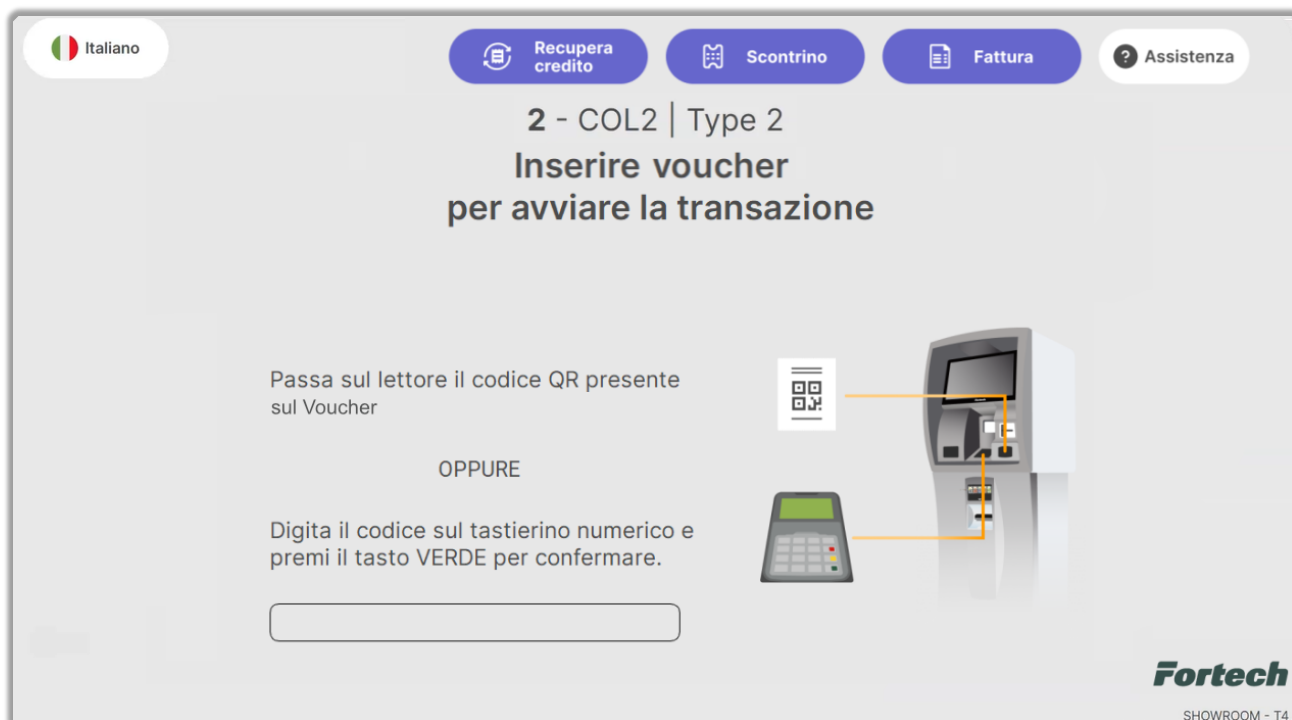 Italiano
Recupera
credito
Scontrino
Fattura
? Assistenza
2 - COL2 | Type 2
Inserire voucher
per avviare la transazione
Passa sul lettore il codice QR presente
sul Voucher
OPPURE
Digita il codice sul tastierino numerico e
premi il tasto VERDE per confermare.
Fortech
SHOWROOM - T4